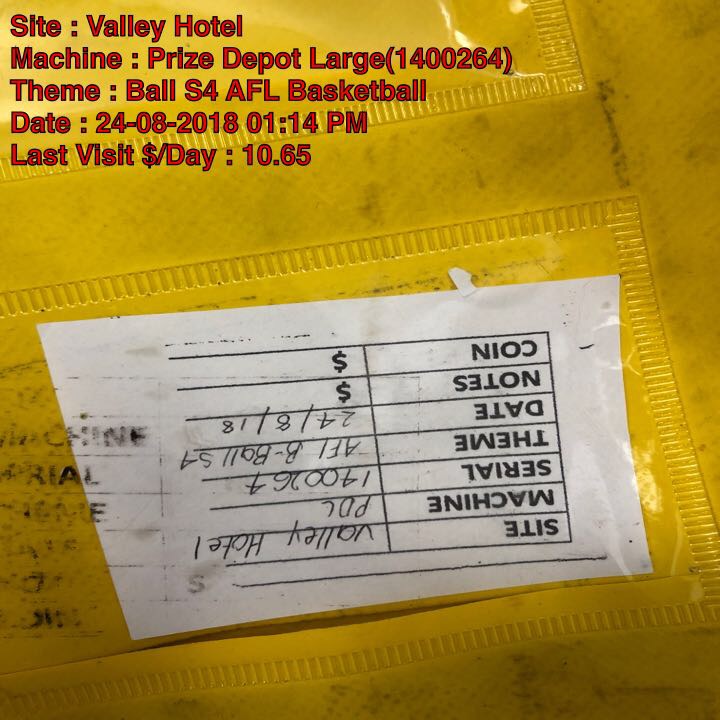 Site : Valley Hotel
Machine : Prize Depot Large(1400264)
Theme : Ball S4 AFL Basketball
Date : 24-08-2018 01:14 PM
Last Visit $/Day : 10.65
S
SITE Valley Hotel
MACHINE PDL
SERIAL 1400264
THEME AFL B-Ball S4
DATE 24/8/18
NOTES $
COIN $
MACHINE